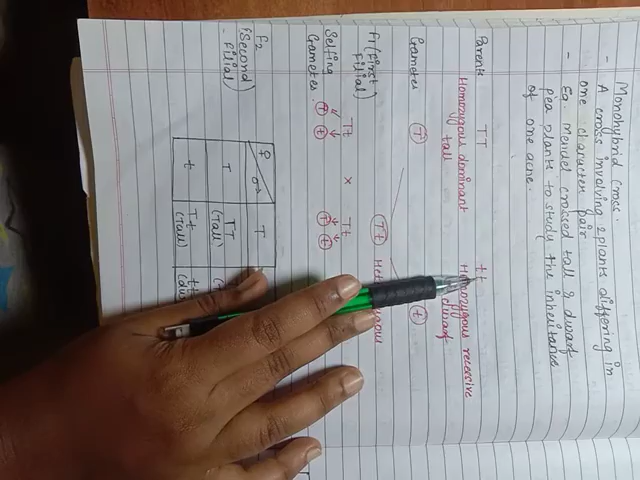 Monohybrid cross.
- A cross involving 2 plants differing in
one character pair
- Eg. Mendel crossed tall & dwarf
pea plants to study the inheritance
of one gene.
Parents TT tt
Homozygous dominant Homozygous recessive
tall dwarf
Gametes T t
F1 (First Filial) Tt
Selfing Tt × Tt
Gametes T t T t
F2
(Second Filial)
♀ ♂ T
T TT
(Tall)
t Tt
(Tall)